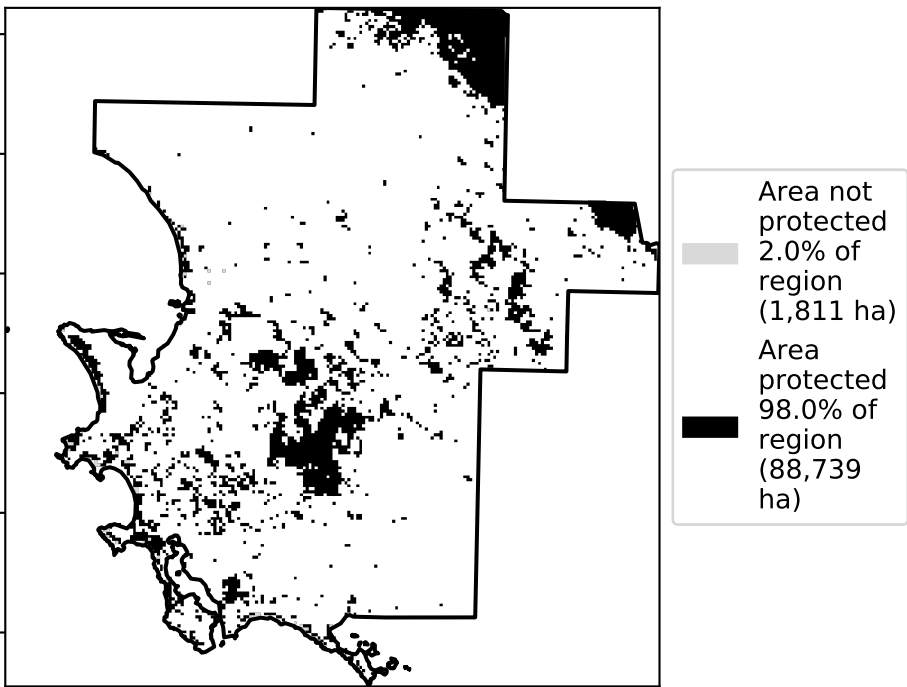 Area not
protected
2.0% of
region
(1,811 ha)
Area
protected
98.0% of
region
(88,739
ha)